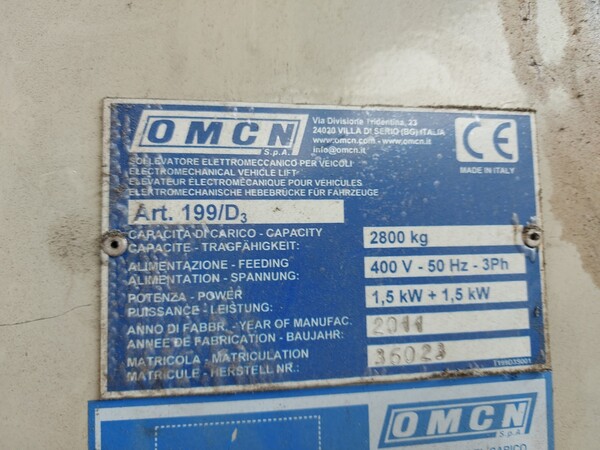 OMCN
S.p.A.
Via Divisione Tridentina, 23
24020 VILLA DI SERIO (BG) ITALIA
www.omcn.com - www.omcn.it
info@omcn.it
CE
MADE IN ITALY
SOLLEVATORE ELETTROMECCANICO PER VEICOLI
ELECTROMECHANICAL VEHICLE LIFT
ELEVATEUR ELECTROMÉCANIQUE POUR VÉHICULES
ELEKTROMECHANISCHE HEBEBRÜCKE FÜR FAHRZEUGE
Art. 199/D3
CAPACITA DI CARICO - CAPACITY
CAPACITE - TRAGFÄHIGKEIT:
2800 kg
ALIMENTAZIONE - FEEDING
ALIMENTATION - SPANNUNG:
400 V - 50 Hz - 3Ph
POTENZA - POWER
PUISSANCE - LEISTUNG:
1,5 kW + 1,5 kW
ANNO DI FABBR. - YEAR OF MANUFAC.
ANNEE DE FABRICATION - BAUJAHR:
2011
MATRICOLA - MATRICULATION
MATRICULE - HERSTELL NR.:
35023
T199D35001
OMCN
S.p.A.